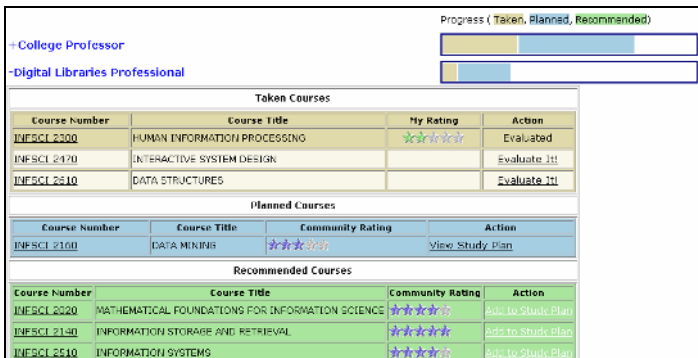 Progress ( Taken, Planned, Recommended)
+College Professor
-Digital Libraries Professional
Taken Courses
Course Number Course Title My Rating Action
INFSCI 2300 HUMAN INFORMATION PROCESSING Evaluated
INFSCI 2470 INTERACTIVE SYSTEM DESIGN Evaluate It!
INFSCI 2510 DATA STRUCTURES Evaluate It!
Planned Courses
Course Number Course Title Community Rating Action
INFSCI 2160 DATA MINING View Study Plan
Recommended Courses
Course Number Course Title Community Rating Action
INFSCI 2020 MATHEMATICAL FOUNDATIONS FOR INFORMATION SCIENCE Add to Study Plan
INFSCI 2140 INFORMATION STORAGE AND RETRIEVAL Add to Study Plan
INFSCI 2510 INFORMATION SYSTEMS Add to Study Plan